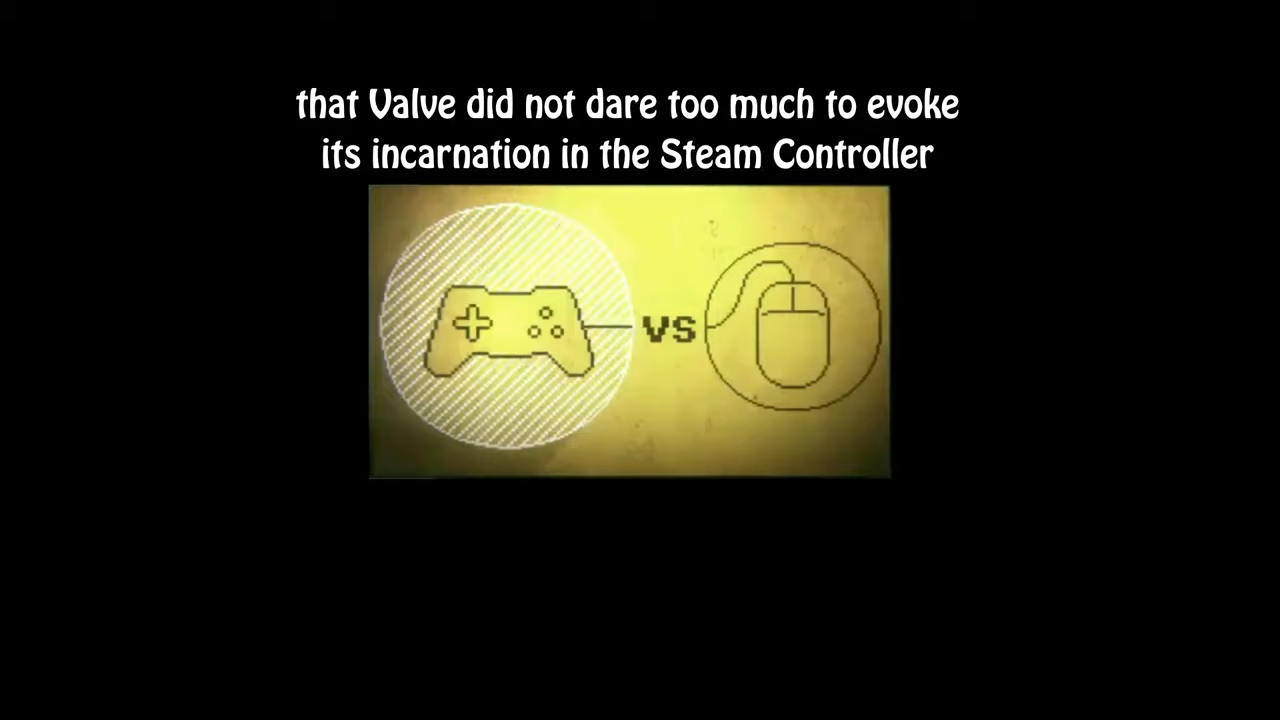 that Valve did not dare too much to evoke
its incarnation in the Steam Controller
VS